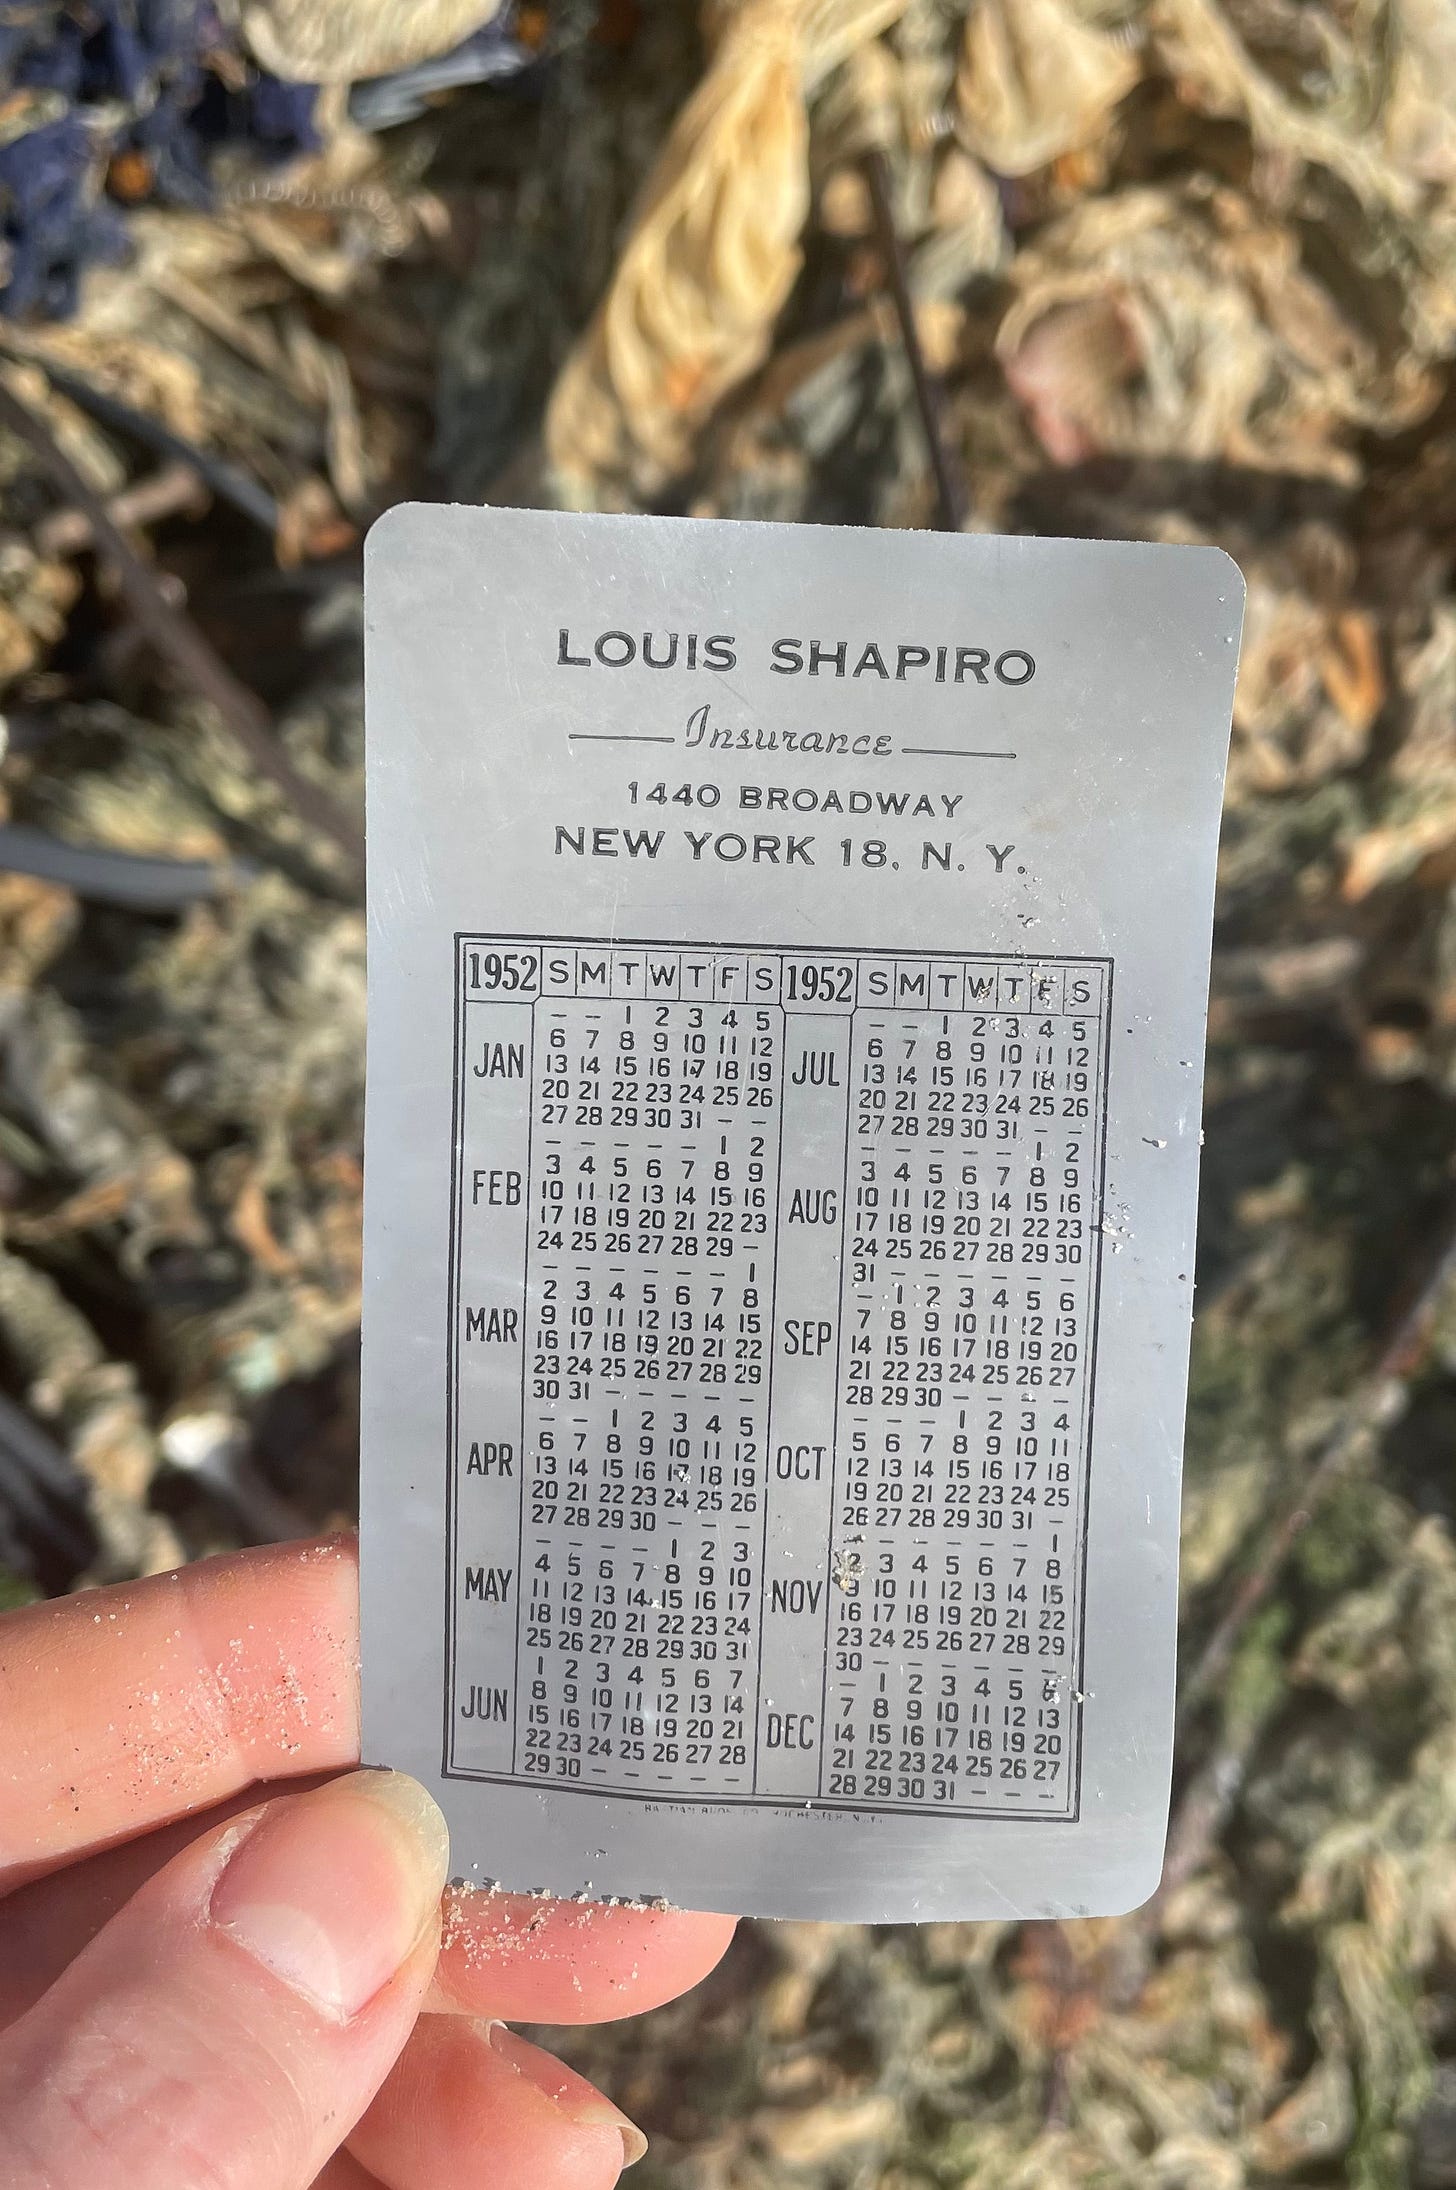 LOUIS SHAPIRO
Insurance
1440 BROADWAY
NEW YORK 18, N. Y.
1952 S M T W T F S
JAN
– – 1 2 3 4 5
6 7 8 9 10 11 12
13 14 15 16 17 18 19
20 21 22 23 24 25 26
27 28 29 30 31 – –
FEB
– – – – – 1 2
3 4 5 6 7 8 9
10 11 12 13 14 15 16
17 18 19 20 21 22 23
24 25 26 27 28 29 –
MAR
– – – – – – 1
2 3 4 5 6 7 8
9 10 11 12 13 14 15
16 17 18 19 20 21 22
23 24 25 26 27 28 29
30 31 – – – – –
APR
– – 1 2 3 4 5
6 7 8 9 10 11 12
13 14 15 16 17 18 19
20 21 22 23 24 25 26
27 28 29 30 – – –
MAY
– – – – 1 2 3
4 5 6 7 8 9 10
11 12 13 14 15 16 17
18 19 20 21 22 23 24
25 26 27 28 29 30 31
JUN
1 2 3 4 5 6 7
8 9 10 11 12 13 14
15 16 17 18 19 20 21
22 23 24 25 26 27 28
29 30 – – – – –
1952 S M T W T F S
JUL
– – 1 2 3 4 5
6 7 8 9 10 11 12
13 14 15 16 17 18 19
20 21 22 23 24 25 26
27 28 29 30 31 – –
AUG
– – – – – 1 2
3 4 5 6 7 8 9
10 11 12 13 14 15 16
17 18 19 20 21 22 23
24 25 26 27 28 29 30
31 – – – – – –
SEP
– 1 2 3 4 5 6
7 8 9 10 11 12 13
14 15 16 17 18 19 20
21 22 23 24 25 26 27
28 29 30 – – – –
OCT
– – – 1 2 3 4
5 6 7 8 9 10 11
12 13 14 15 16 17 18
19 20 21 22 23 24 25
26 27 28 29 30 31 –
NOV
– – – – – – 1
2 3 4 5 6 7 8
9 10 11 12 13 14 15
16 17 18 19 20 21 22
23 24 25 26 27 28 29
30 – – – – – –
DEC
– 1 2 3 4 5 6
7 8 9 10 11 12 13
14 15 16 17 18 19 20
21 22 23 24 25 26 27
28 29 30 31 – – –
ROCHESTER N.Y.